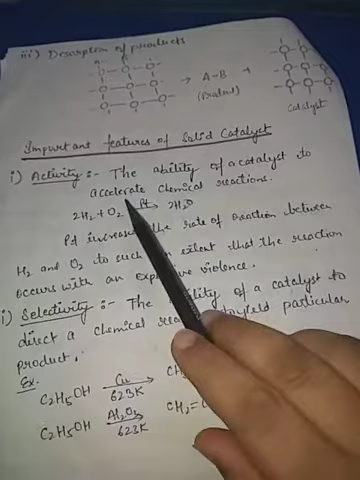 iii) Desorption of products
→ A-B +
(Product)
Catalyst
Important features of Solid Catalyst
i) Activity :- The ability of a catalyst to
accelerate chemical reactions.
2H₂ + O₂ Pt→ 2H₂O
Pt increases the rate of reaction between
H₂ and O₂ to such an extent that the reaction
occurs with an explosive violence.
i) Selectivity :- The ability of a catalyst to
direct a chemical to yield particular
product.
Ex.
C₂H₅OH Cu→ 623K
C₂H₅OH Al₂O₃→ 623K CH₂=